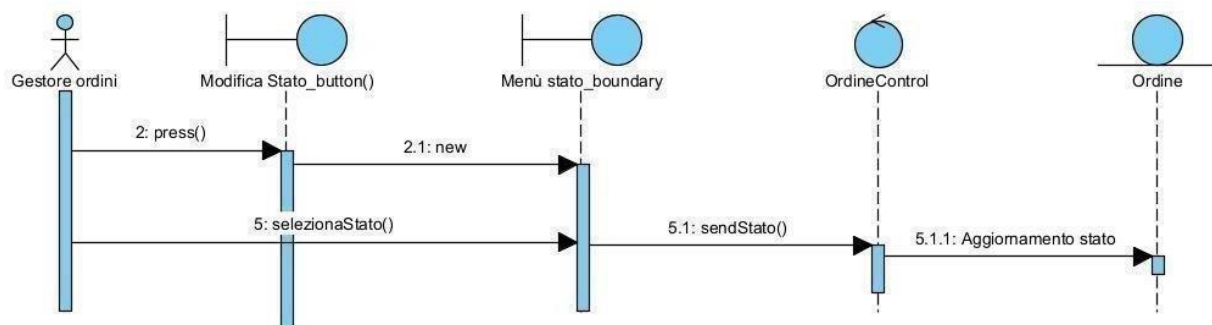 Gestore ordini
Modifica Stato_button()
Menù stato_boundary
OrdineControl
Ordine
2: press()
2.1: new
5: selezionaStato()
5.1: sendStato()
5.1.1: Aggiornamento stato